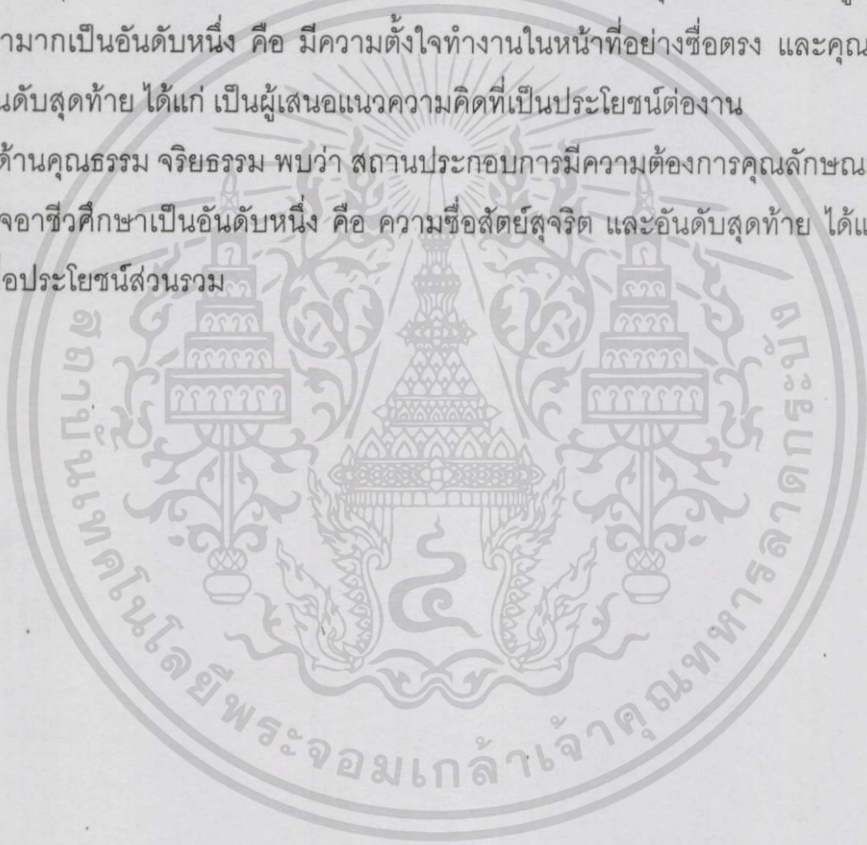 ามากเป็นอันดับหนึ่ง คือ มีความตั้งใจทำงานในหน้าที่อย่างซื่อตรง และคุณ
นดับสุดท้าย ได้แก่ เป็นผู้เสนอแนวความคิดที่เป็นประโยชน์ต่องาน
ด้านคุณธรรม จริยธรรม พบว่า สถานประกอบการมีความต้องการคุณลักษณ
จอาชีวศึกษาเป็นอันดับหนึ่ง คือ ความซื่อสัตย์สุจริต และอันดับสุดท้าย ได้แ
อประโยชน์ส่วนรวม
สถาบันเทคโนโลยีพระจอมเกล้าเจ้าคุณทหารลาดกระบัง